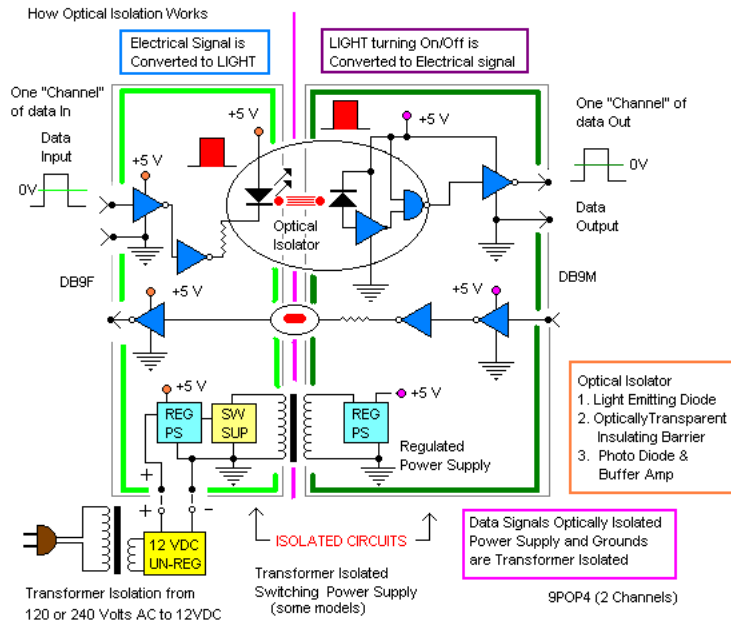 How Optical Isolation Works
Electrical Signal is
Converted to LIGHT
LIGHT turning On/Off is
Converted to Electrical signal
One "Channel"
of data In
Data
Input
0V
+5 V
+5 V
+5 V
One "Channel" of
data Out
0V
Data
Output
Optical
Isolator
DB9F
+5 V
+5 V
DB9M
+5 V
REG
PS
SW
SUP
REG
PS
+5 V
Regulated
Power Supply
Optical Isolator
1. Light Emitting Diode
2. OpticallyTransparent
Insulating Barrier
3. Photo Diode &
Buffer Amp
+
+
-
12 VDC
UN-REG
ISOLATED CIRCUITS
Data Signals Optically Isolated
Power Supply and Grounds
are Transformer Isolated
Transformer Isolation from
120 or 240 Volts AC to 12VDC
Transformer Isolated
Switching Power Supply
(some models)
9POP4 (2 Channels)